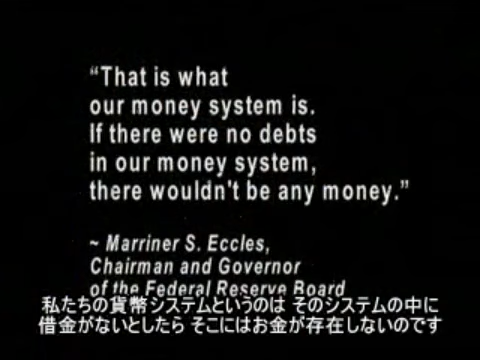 “That is what
our money system is.
If there were no debts
in our money system,
there wouldn't be any money.”
~ Marriner S. Eccles,
Chairman and Governor
of the Federal Reserve Board
私たちの貨幣システムというのは そのシステムの中に
借金がないとしたら そこにはお金が存在しないのです